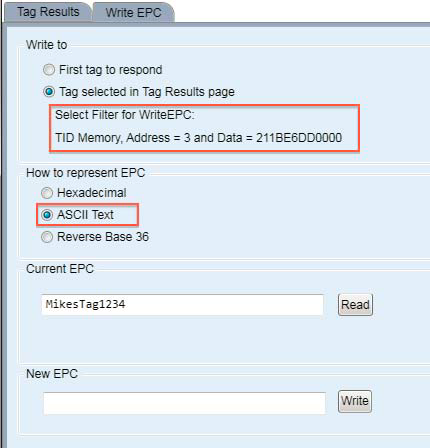 Tag Results Write EPC
Write to
First tag to respond
Tag selected in Tag Results page
Select Filter for WriteEPC:
TID Memory, Address = 3 and Data = 211BE6DD0000
How to represent EPC
Hexadecimal
ASCII Text
Reverse Base 36
Current EPC
MikesTag1234 Read
New EPC
Write